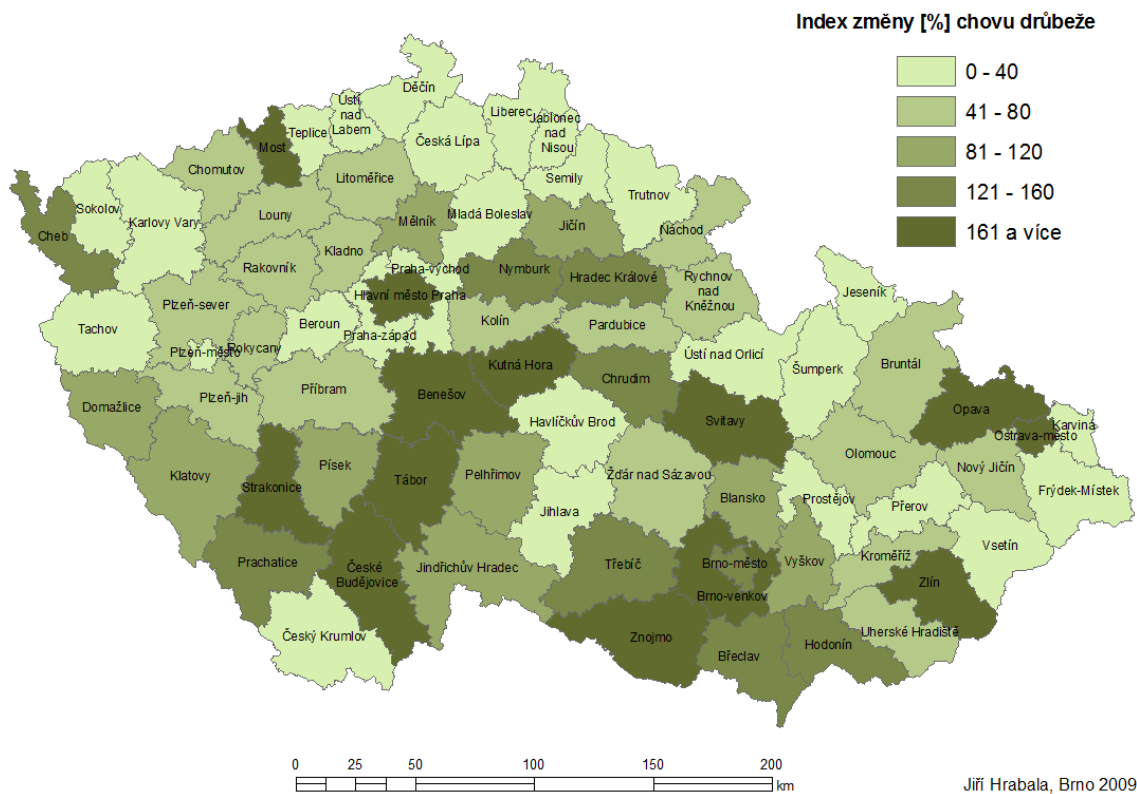 Index změny [%] chovu drůbeže
0 - 40
41 - 80
81 - 120
121 - 160
161 a více
Děčín
Ústí
nad
Labem
Teplice
Liberec
Jablonec
nad
Nisou
Most
Česká Lípa
Chomutov
Litoměřice
Semily
Trutnov
Sokolov
Karlovy Vary
Louny
Mělník
Mladá Boleslav
Jičín
Náchod
Cheb
Kladno
Rakovník
Praha-východ
Nymburk
Hradec Králové
Rychnov
nad
Kněžnou
Jeseník
Hlavní město Praha
Plzeň-sever
Kolín
Pardubice
Tachov
Beroun
Praha-západ
Rokycany
Plzeň-město
Ústí nad Orlicí
Šumperk
Bruntál
Kutná Hora
Chrudim
Příbram
Benešov
Plzeň-jih
Domažlice
Havlíčkův Brod
Svitavy
Opava
Karviná
Ostrava-město
Olomouc
Nový Jičín
Klatovy
Písek
Pelhřimov
Žďár nad Sázavou
Tábor
Strakonice
Frýdek-Místek
Blansko
Prostějov
Přerov
Jihlava
Vsetín
Kroměříž
Prachatice
České
Budějovice
Jindřichův Hradec
Třebíč
Brno-město
Vyškov
Zlín
Brno-venkov
Uherské Hradiště
Český Krumlov
Znojmo
Břeclav
Hodonín
0 25 50 100 150 200
km
Jiří Hrabala, Brno 2009